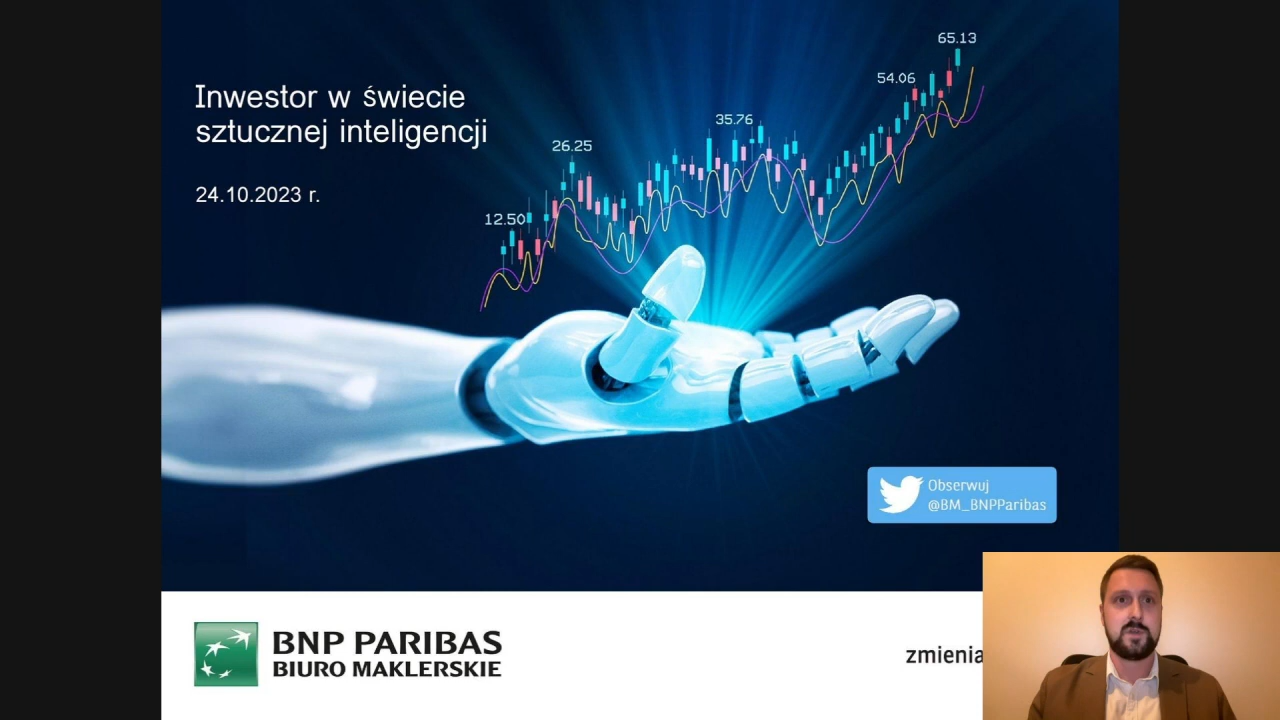 Inwestor w świecie
sztucznej inteligencji
24.10.2023 r.
12.50
26.25
35.76
54.06
65.13
Obserwuj
@BM_BNPParibas
BNP PARIBAS
BIURO MAKLERSKIE
zmienia